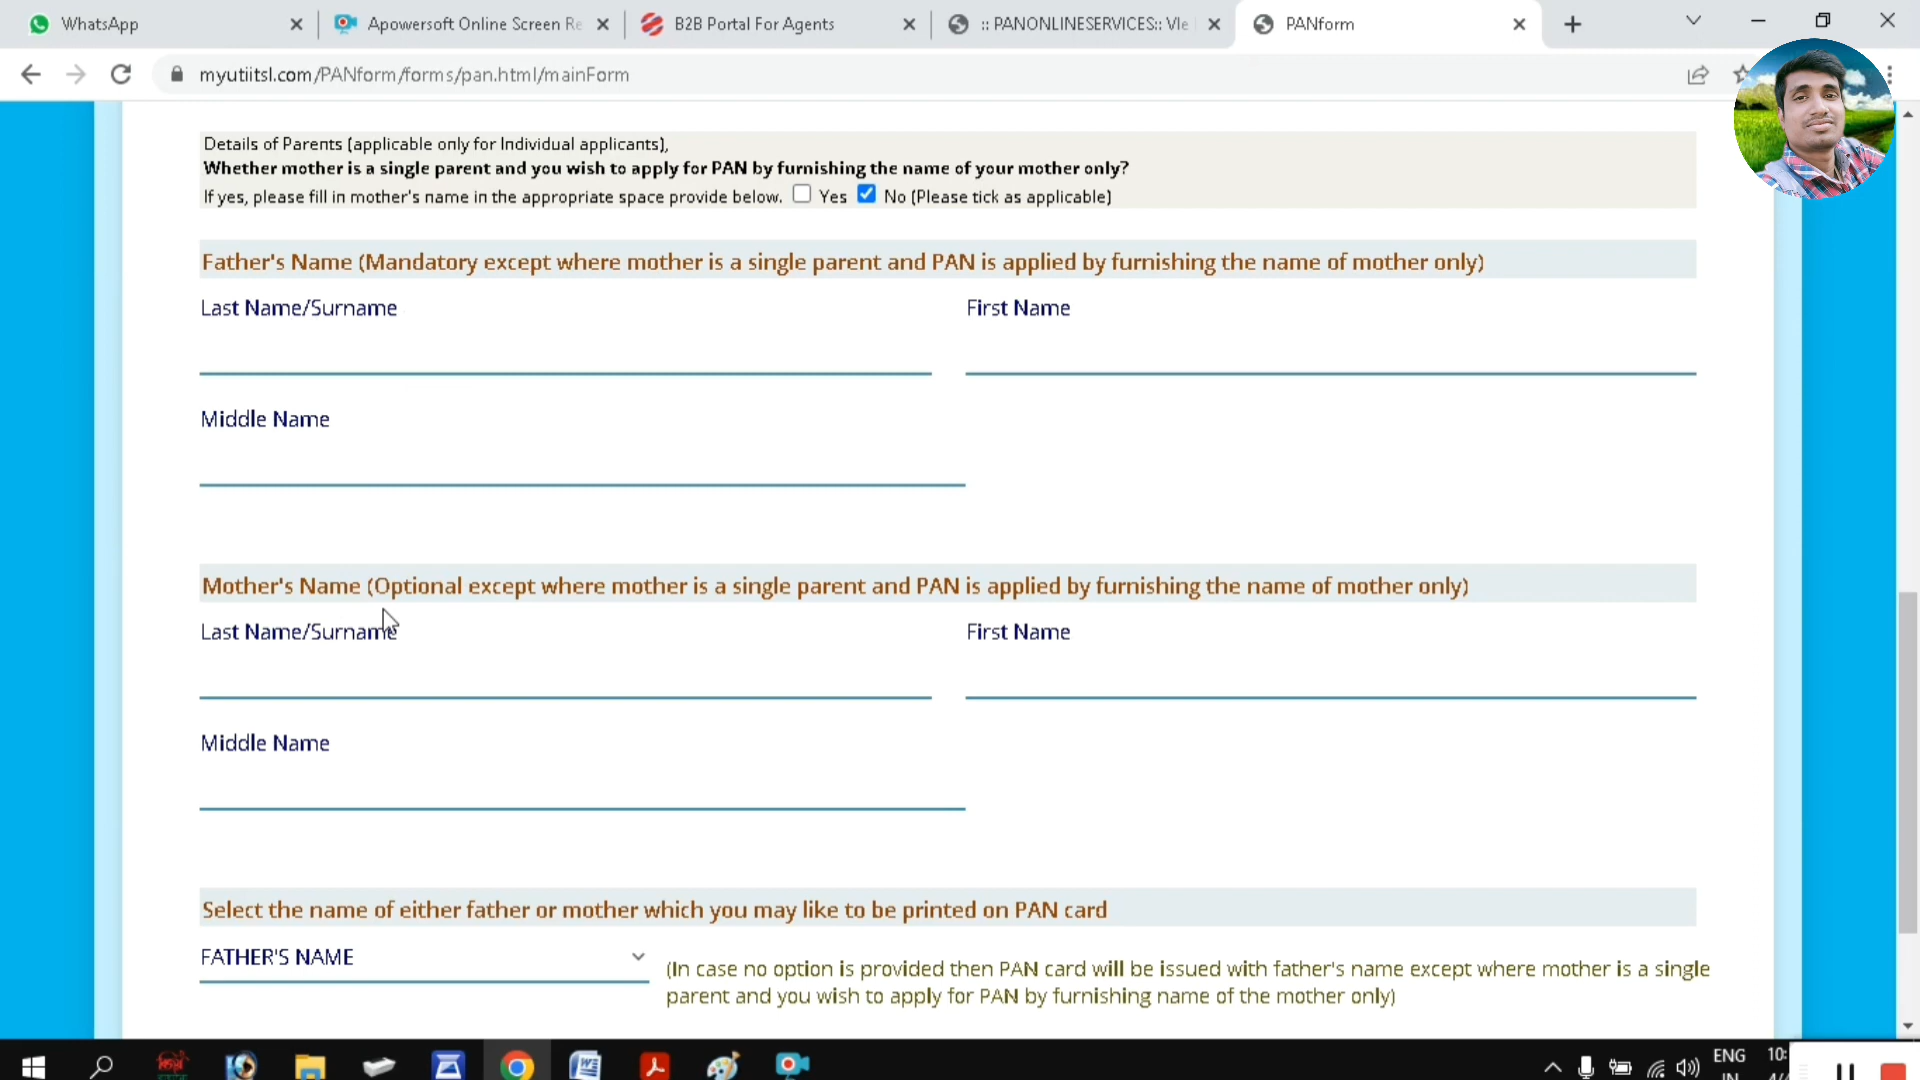 WhatsApp
Apowersoft Online Screen Re
B2B Portal For Agents
:: PANONLINESERVICES:: Vle
PANform
myutiitsl.com/PANform/forms/pan.html/mainForm
Details of Parents (applicable only for Individual applicants),
Whether mother is a single parent and you wish to apply for PAN by furnishing the name of your mother only?
If yes, please fill in mother's name in the appropriate space provide below. Yes No (Please tick as applicable)
Father's Name (Mandatory except where mother is a single parent and PAN is applied by furnishing the name of mother only)
Last Name/Surname First Name
Middle Name
Mother's Name (Optional except where mother is a single parent and PAN is applied by furnishing the name of mother only)
Last Name/Surname First Name
Middle Name
Select the name of either father or mother which you may like to be printed on PAN card
FATHER'S NAME
(In case no option is provided then PAN card will be issued with father's name except where mother is a single
parent and you wish to apply for PAN by furnishing name of the mother only)
ENG
IN
10: